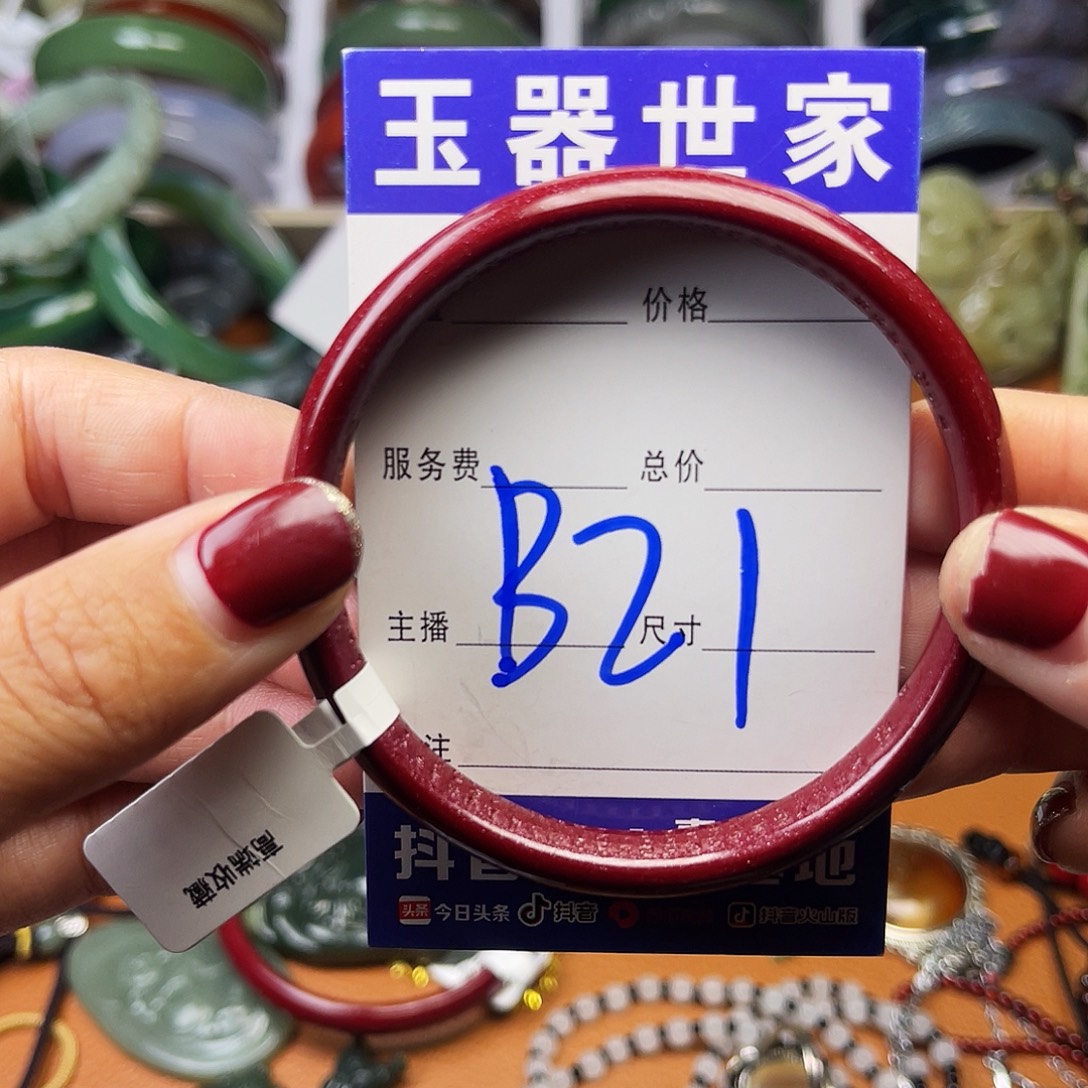 玉器世家
价格
服务费 总价
B21
主播 尺寸
注
抖音 地
头条 今日头条 抖音 抖音火山版
高端收藏